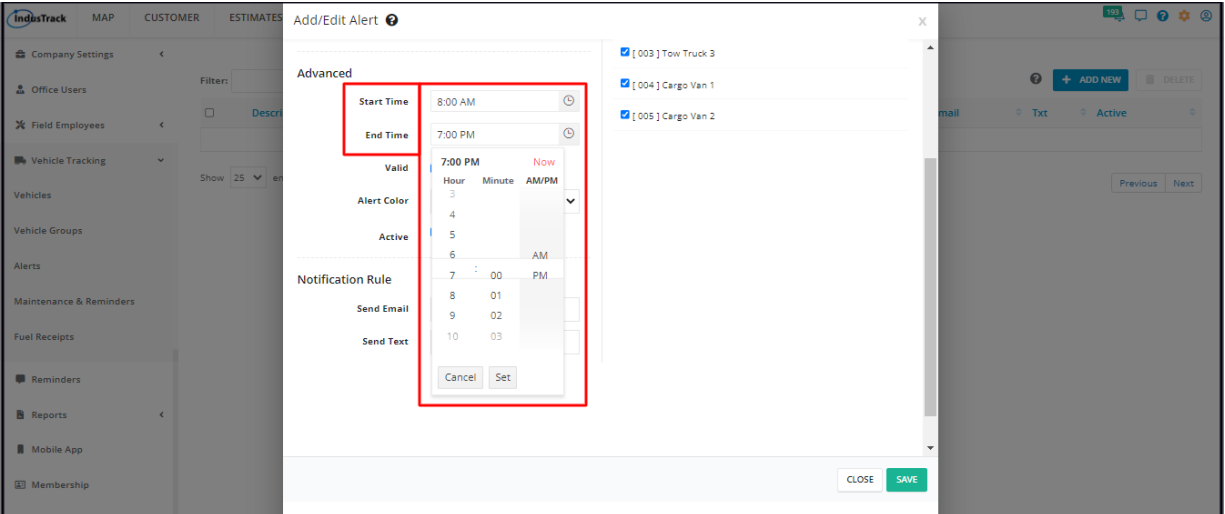 IndusTrack MAP CUSTOMER ESTIMATES
193
Company Settings
Office Users
Field Employees
Vehicle Tracking
Vehicles
Vehicle Groups
Alerts
Maintenance & Reminders
Fuel Receipts
Reminders
Reports
Mobile App
Membership
Filter:
Descri
Show 25 en
Add/Edit Alert
X
Advanced
Start Time 8:00 AM
End Time 7:00 PM
Valid
Alert Color
Active
7:00 PM Now
Hour Minute AM/PM
3
4
5
6 AM
7 : 00 PM
8 01
9 02
10 03
Cancel Set
Notification Rule
Send Email
Send Text
[ 003 ] Tow Truck 3
[ 004 ] Cargo Van 1
[ 005 ] Cargo Van 2
CLOSE SAVE
+ ADD NEW DELETE
mail Txt Active
Previous Next